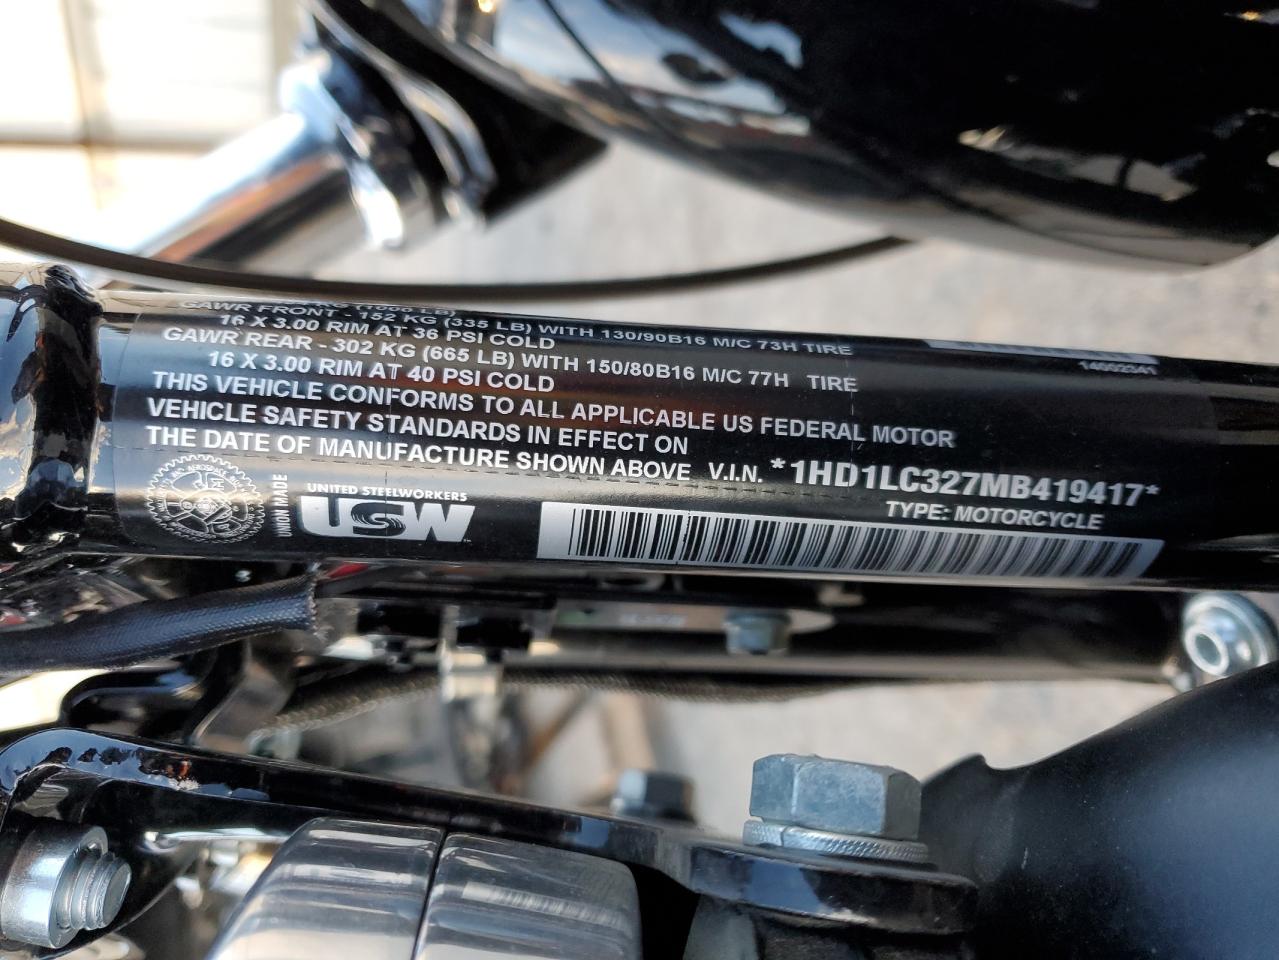 (1000 LB)
GAWR FRONT - 152 KG (335 LB) WITH 130/90B16 M/C 73H TIRE
16 X 3.00 RIM AT 36 PSI COLD
GAWR REAR - 302 KG (665 LB) WITH 150/80B16 M/C 77H TIRE
16 X 3.00 RIM AT 40 PSI COLD
THIS VEHICLE CONFORMS TO ALL APPLICABLE US FEDERAL MOTOR
VEHICLE SAFETY STANDARDS IN EFFECT ON
THE DATE OF MANUFACTURE SHOWN ABOVE V.I.N. *1HD1LC327MB419417*
TYPE: MOTORCYCLE
14002341
UNION MADE
UNITED STEELWORKERS
USW